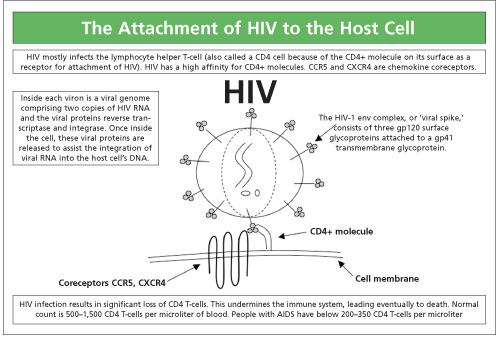 The Attachment of HIV to the Host Cell
HIV mostly infects the lymphocyte helper T-cell (also called a CD4 cell because of the CD4+ molecule on its surface as a
receptor for attachment of HIV). HIV has a high affinity for CD4+ molecules. CCR5 and CXCR4 are chemokine coreceptors.
HIV
Inside each viron is a viral genome
comprising two copies of HIV RNA
and the viral proteins reverse tran-
scriptase and integrase. Once inside
the cell, these viral proteins are
released to assist the integration of
viral RNA into the host cell's DNA.
The HIV-1 env complex, or 'viral spike,'
consists of three gp120 surface
glycoproteins attached to a gp41
transmembrane glycoprotein.
CD4+ molecule
Coreceptors CCR5, CXCR4
Cell membrane
HIV infection results in significant loss of CD4 T-cells. This undermines the immune system, leading eventually to death. Normal
count is 500–1,500 CD4 T-cells per microliter of blood. People with AIDS have below 200–350 CD4 T-cells per microliter